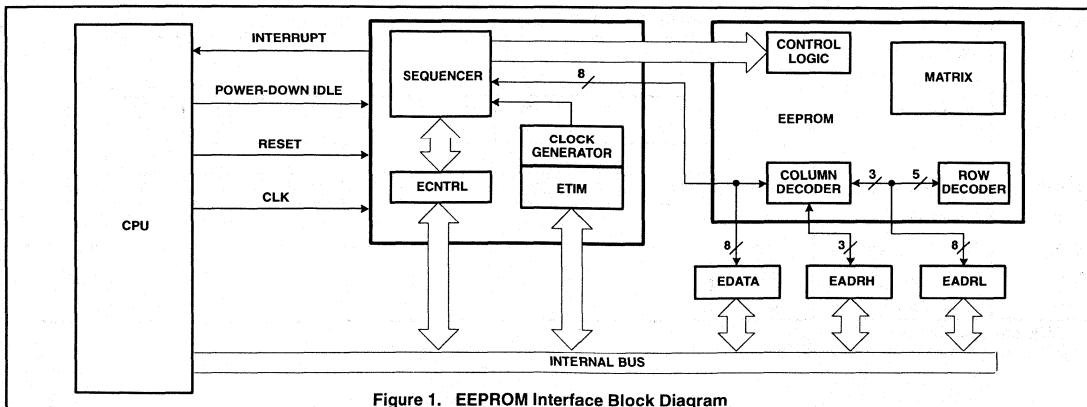 INTERRUPT
POWER-DOWN IDLE
RESET
CLK
CPU
SEQUENCER
8
CLOCK
GENERATOR
ECNTRL
ETIM
CONTROL
LOGIC
MATRIX
EEPROM
COLUMN
DECODER
3
5
ROW
DECODER
8
3
8
EDATA
EADRH
EADRL
INTERNAL BUS
Figure 1. EEPROM Interface Block Diagram